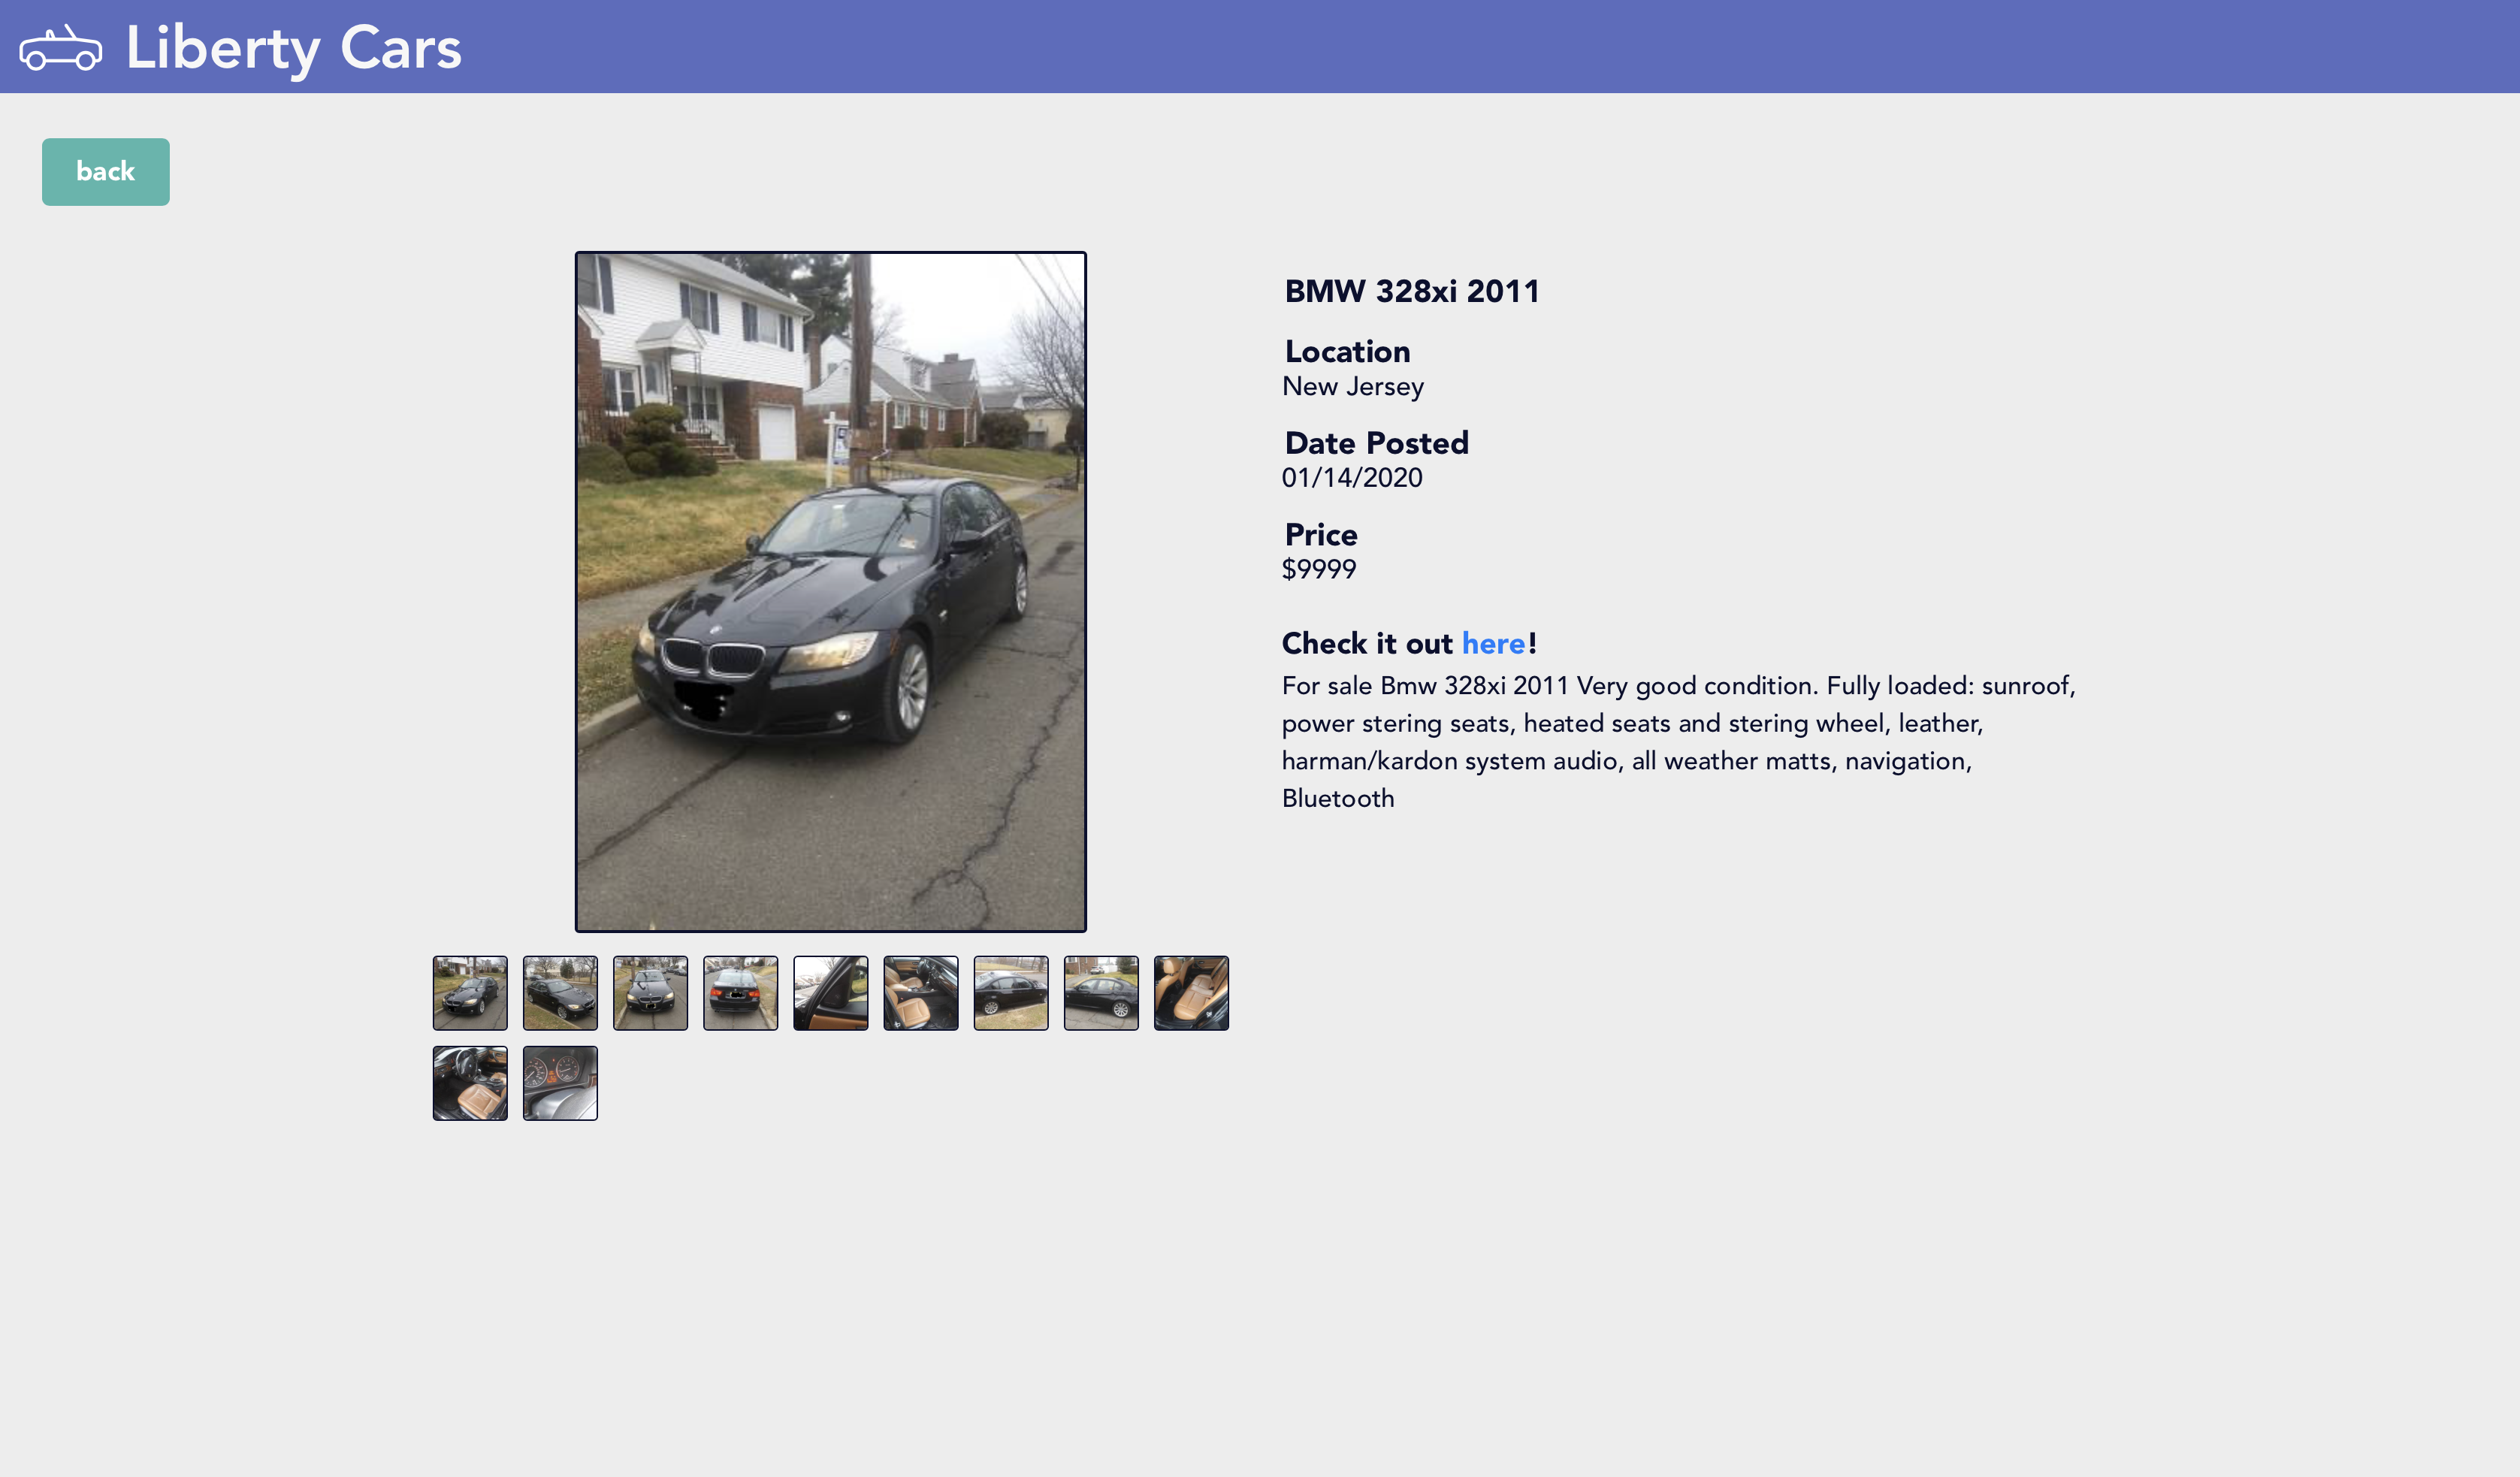 Liberty Cars
back
BMW 328xi 2011
Location
New Jersey
Date Posted
01/14/2020
Price
$9999
Check it out here!
For sale Bmw 328xi 2011 Very good condition. Fully loaded: sunroof,
power stering seats, heated seats and stering wheel, leather,
harman/kardon system audio, all weather matts, navigation,
Bluetooth